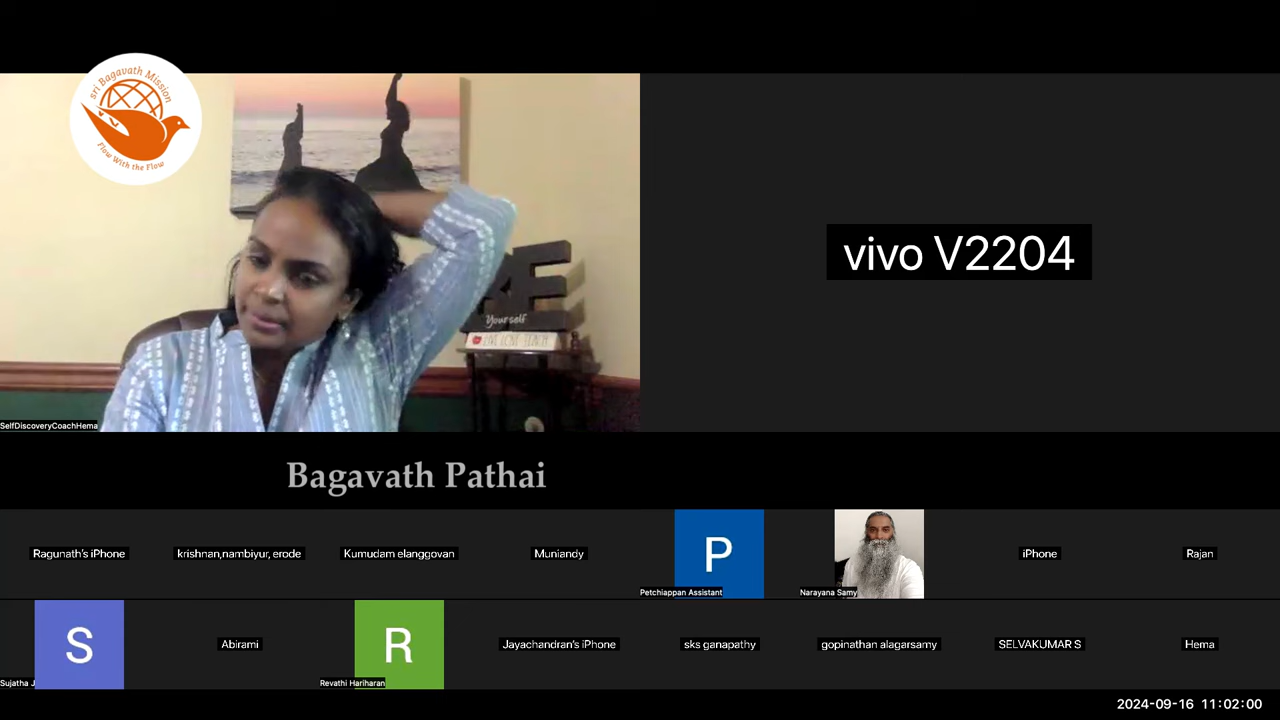 sri Bagavath Mission
Flow With the Flow
Yourself
LIVE LOVE TEACH
SelfDiscoveryCoachHema
vivo V2204
Bagavath Pathai
Ragunath's iPhone
krishnan,nambiyur, erode
Kumudam elanggovan
Muniandy
P
Petchiappan Assistant
Narayana Samy
iPhone
Rajan
S
Sujatha J
Abirami
R
Revathi Hariharan
Jayachandran's iPhone
sks ganapathy
gopinathan alagarsamy
SELVAKUMAR S
Hema
2024-09-16 11:02:00